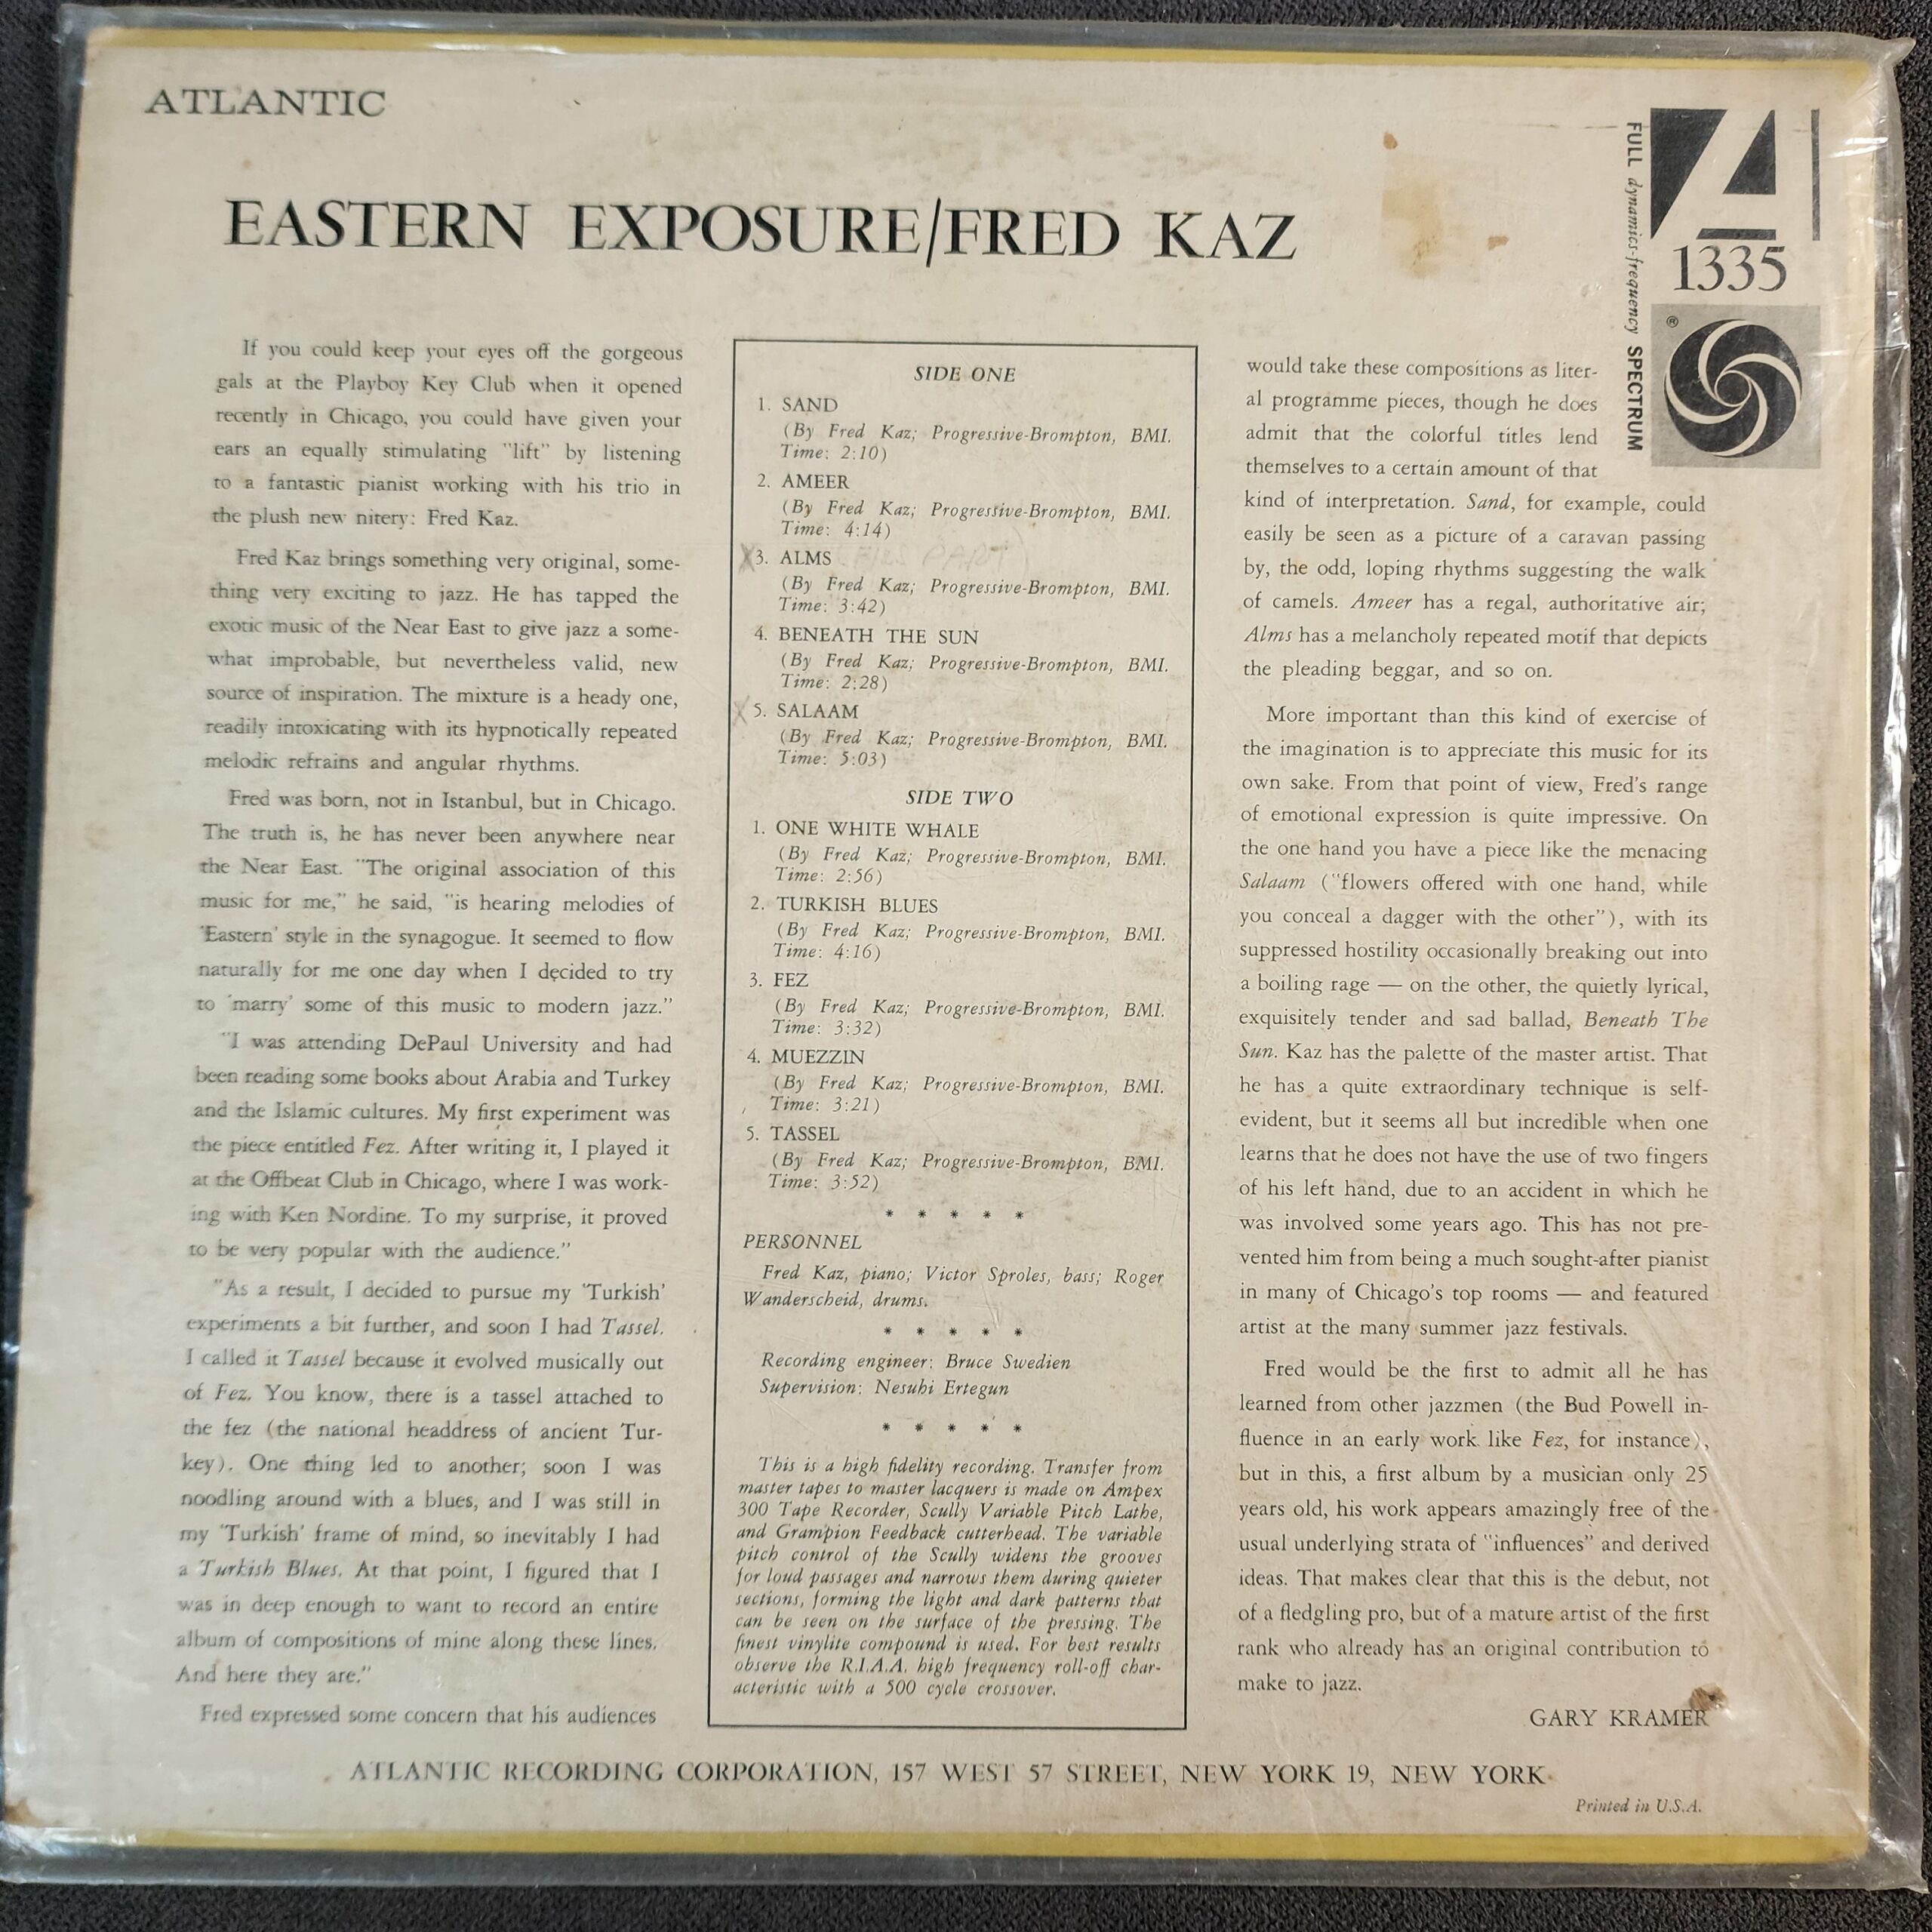 ATLANTIC
EASTERN EXPOSURE/FRED KAZ
FULL dynamics-frequency SPECTRUM
A
1335
®
If you could keep your eyes off the gorgeous
gals at the Playboy Key Club when it opened
recently in Chicago, you could have given your
ears an equally stimulating "lift" by listening
to a fantastic pianist working with his trio in
the plush new nitery: Fred Kaz.
Fred Kaz brings something very original, some-
thing very exciting to jazz. He has tapped the
exotic music of the Near East to give jazz a some-
what improbable, but nevertheless valid, new
source of inspiration. The mixture is a heady one,
readily intoxicating with its hypnotically repeated
melodic refrains and angular rhythms.
Fred was born, not in Istanbul, but in Chicago.
The truth is, he has never been anywhere near
the Near East. "The original association of this
music for me," he said, "is hearing melodies of
'Eastern' style in the synagogue. It seemed to flow
naturally for me one day when I decided to try
to 'marry' some of this music to modern jazz."
"I was attending DePaul University and had
been reading some books about Arabia and Turkey
and the Islamic cultures. My first experiment was
the piece entitled Fez. After writing it, I played it
at the Offbeat Club in Chicago, where I was work-
ing with Ken Nordine. To my surprise, it proved
to be very popular with the audience."
"As a result, I decided to pursue my 'Turkish'
experiments a bit further, and soon I had Tassel.
I called it Tassel because it evolved musically out
of Fez. You know, there is a tassel attached to
the fez (the national headdress of ancient Tur-
key). One thing led to another; soon I was
noodling around with a blues, and I was still in
my 'Turkish' frame of mind, so inevitably I had
a Turkish Blues. At that point, I figured that I
was in deep enough to want to record an entire
album of compositions of mine along these lines.
And here they are."
Fred expressed some concern that his audiences
SIDE ONE
1. SAND
(By Fred Kaz; Progressive-Brompton, BMI.
Time: 2:10)
2. AMEER
(By Fred Kaz; Progressive-Brompton, BMI.
Time: 4:14)
X3. ALMS
(By Fred Kaz; Progressive-Brompton, BMI.
Time: 3:42)
4. BENEATH THE SUN
(By Fred Kaz; Progressive-Brompton, BMI.
Time: 2:28)
X 5. SALAAM
(By Fred Kaz; Progressive-Brompton, BMI.
Time: 5:03)
SIDE TWO
1. ONE WHITE WHALE
(By Fred Kaz; Progressive-Brompton, BMI.
Time: 2:56)
2. TURKISH BLUES
(By Fred Kaz; Progressive-Brompton, BMI.
Time: 4:16)
3. FEZ
(By Fred Kaz; Progressive-Brompton, BMI.
Time: 3:32)
4. MUEZZIN
(By Fred Kaz; Progressive-Brompton, BMI.
Time: 3:21)
5. TASSEL
(By Fred Kaz; Progressive-Brompton, BMI.
Time: 3:52)
* * * * *
PERSONNEL
Fred Kaz, piano; Victor Sproles, bass; Roger
Wanderscheid, drums.
* * * * *
Recording engineer: Bruce Swedien
Supervision: Nesuhi Ertegun
* * * * *
This is a high fidelity recording. Transfer from
master tapes to master lacquers is made on Ampex
300 Tape Recorder, Scully Variable Pitch Lathe,
and Grampion Feedback cutterhead. The variable
pitch control of the Scully widens the grooves
for loud passages and narrows them during quieter
sections, forming the light and dark patterns that
can be seen on the surface of the pressing. The
finest vinylite compound is used. For best results
observe the R.I.A.A. high frequency roll-off char-
acteristic with a 500 cycle crossover.
would take these compositions as liter-
al programme pieces, though he does
admit that the colorful titles lend
themselves to a certain amount of that
kind of interpretation. Sand, for example, could
easily be seen as a picture of a caravan passing
by, the odd, loping rhythms suggesting the walk
of camels. Ameer has a regal, authoritative air;
Alms has a melancholy repeated motif that depicts
the pleading beggar, and so on.
More important than this kind of exercise of
the imagination is to appreciate this music for its
own sake. From that point of view, Fred's range
of emotional expression is quite impressive. On
the one hand you have a piece like the menacing
Salaam ("flowers offered with one hand, while
you conceal a dagger with the other"), with its
suppressed hostility occasionally breaking out into
a boiling rage — on the other, the quietly lyrical,
exquisitely tender and sad ballad, Beneath The
Sun. Kaz has the palette of the master artist. That
he has a quite extraordinary technique is self-
evident, but it seems all but incredible when one
learns that he does not have the use of two fingers
of his left hand, due to an accident in which he
was involved some years ago. This has not pre-
vented him from being a much sought-after pianist
in many of Chicago's top rooms — and featured
artist at the many summer jazz festivals.
Fred would be the first to admit all he has
learned from other jazzmen (the Bud Powell in-
fluence in an early work like Fez, for instance),
but in this, a first album by a musician only 25
years old, his work appears amazingly free of the
usual underlying strata of "influences" and derived
ideas. That makes clear that this is the debut, not
of a fledgling pro, but of a mature artist of the first
rank who already has an original contribution to
make to jazz.
GARY KRAMER
ATLANTIC RECORDING CORPORATION, 157 WEST 57 STREET, NEW YORK 19, NEW YORK
Printed in U.S.A.